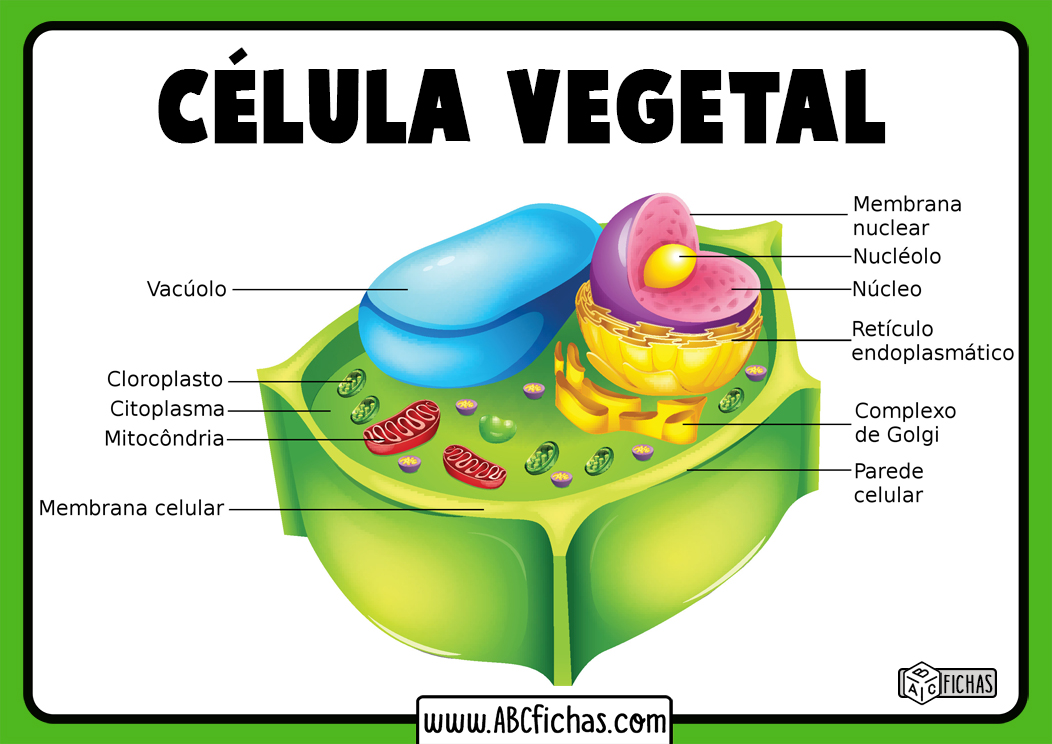 CÉLULA VEGETAL
Vacúolo
Cloroplasto
Citoplasma
Mitocôndria
Membrana celular
Membrana
nuclear
Nucléolo
Núcleo
Retículo
endoplasmático
Complexo
de Golgi
Parede
celular
ABC FICHAS
www.ABCfichas.com